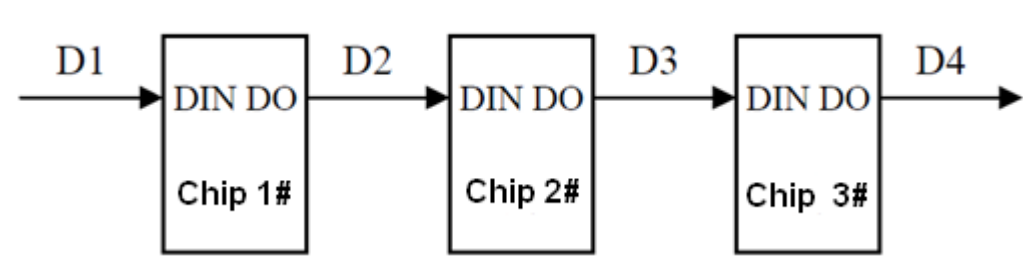 D1 D2 D3 D4
DIN DO DIN DO DIN DO
Chip 1# Chip 2# Chip 3#